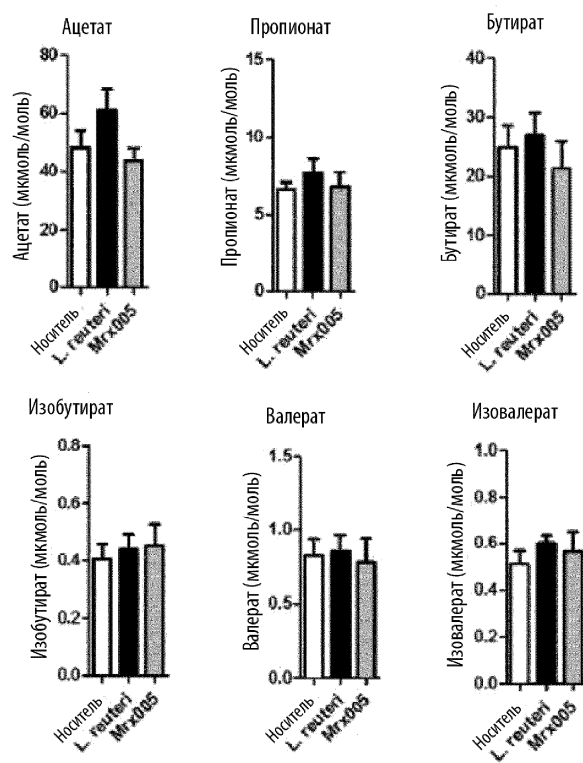 Ацетат
Ацетат (мкмоль/моль)
80
60
40
20
0
Носитель
L. reuteri
Mrx005
Пропионат
Пропионат (мкмоль/моль)
15
10
5
0
Носитель
L. reuteri
Mrx005
Бутират
Бутират (мкмоль/моль)
40
30
20
10
0
Носитель
L. reuteri
Mrx005
Изобутират
Изобутират (мкмоль/моль)
0.8
0.6
0.4
0.2
0.0
Носитель
L. reuteri
Mrx005
Валерат
Валерат (мкмоль/моль)
1.5
1.0
0.5
0.0
Носитель
L. reuteri
Mrx005
Изовалерат
Изовалерат (мкмоль/моль)
1.0
0.8
0.6
0.4
0.2
0.0
Носитель
L. reuteri
Mrx005